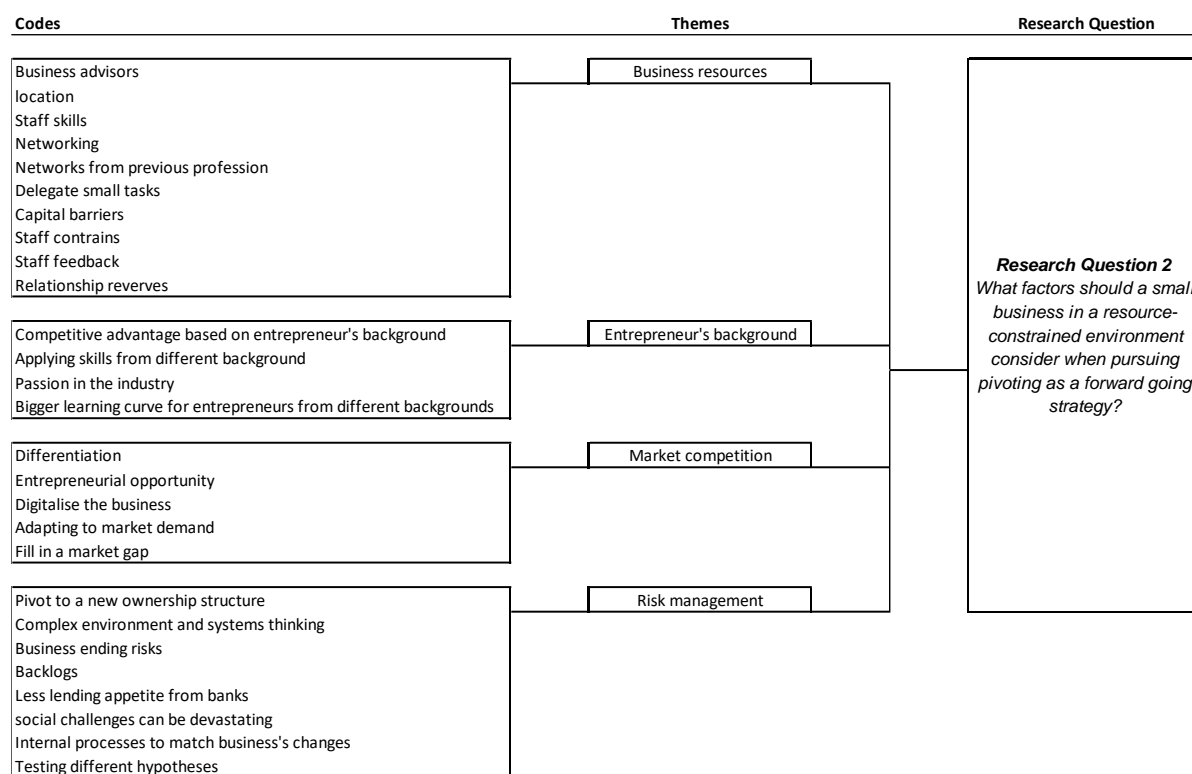 Codes
Themes
Research Question
Business advisors
location
Staff skills
Networking
Networks from previous profession
Delegate small tasks
Capital barriers
Staff contrains
Staff feedback
Relationship reverves
Business resources
Competitive advantage based on entrepreneur's background
Applying skills from different background
Passion in the industry
Bigger learning curve for entrepreneurs from different backgrounds
Entrepreneur's background
Differentiation
Entrepreneurial opportunity
Digitalise the business
Adapting to market demand
Fill in a market gap
Market competition
Pivot to a new ownership structure
Complex environment and systems thinking
Business ending risks
Backlogs
Less lending appetite from banks
social challenges can be devastating
Internal processes to match business's changes
Testing different hypotheses
Risk management
Research Question 2
What factors should a small
business in a resource-
constrained environment
consider when pursuing
pivoting as a forward going
strategy?